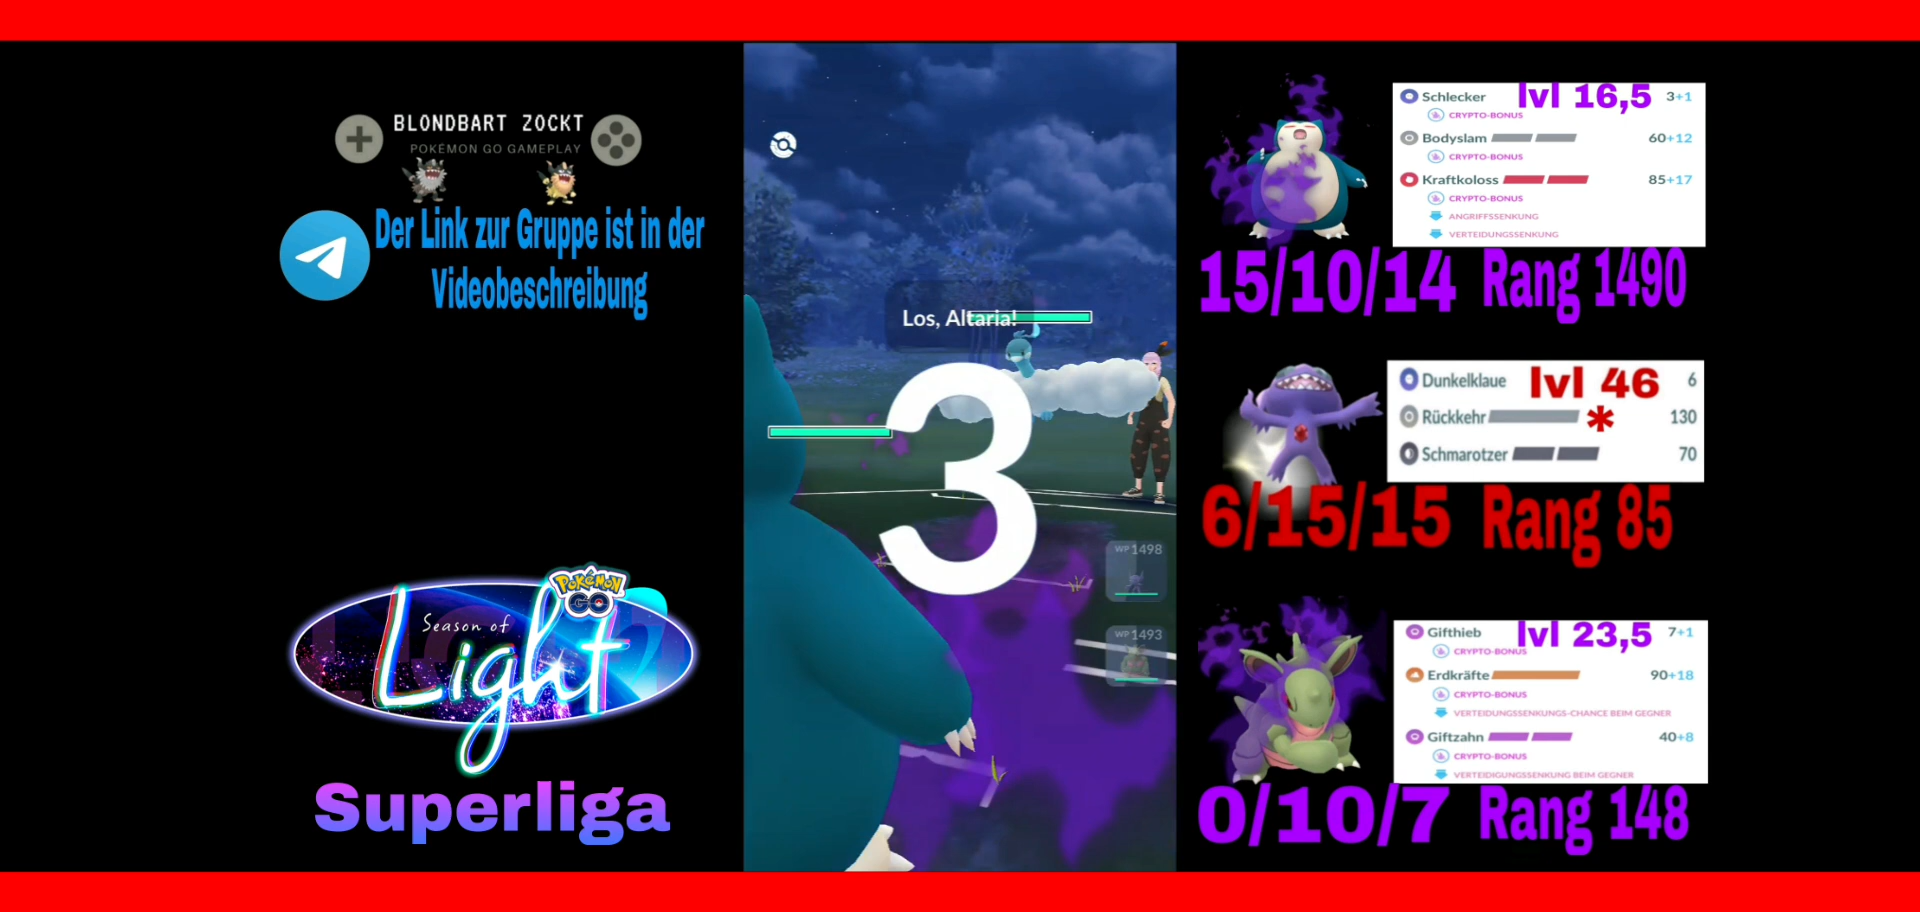 BLONDBART ZOCKT
POKÉMON GO GAMEPLAY
Der Link zur Gruppe ist in der
Videobeschreibung
POKÉMON
GO
Season of
Light
Superliga
Los, Altaria!
3
WP 1498
WP 1493
Schlecker lvl 16,5 3+1
CRYPTO-BONUS
Bodyslam 60+12
CRYPTO-BONUS
Kraftkoloss 85+17
CRYPTO-BONUS
ANGRIFFSSENKUNG
VERTEIDUNGSSENKUNG
15/10/14 Rang 1490
Dunkelklaue lvl 46 6
Rückkehr * 130
Schmarotzer 70
6/15/15 Rang 85
Gifthieb lvl 23,5 7+1
CRYPTO-BONUS
Erdkräfte 90+18
CRYPTO-BONUS
VERTEIDUNGSSENKUNGS-CHANCE BEIM GEGNER
Giftzahn 40+8
CRYPTO-BONUS
VERTEIDIGUNGSSENKUNG BEIM GEGNER
0/10/7 Rang 148